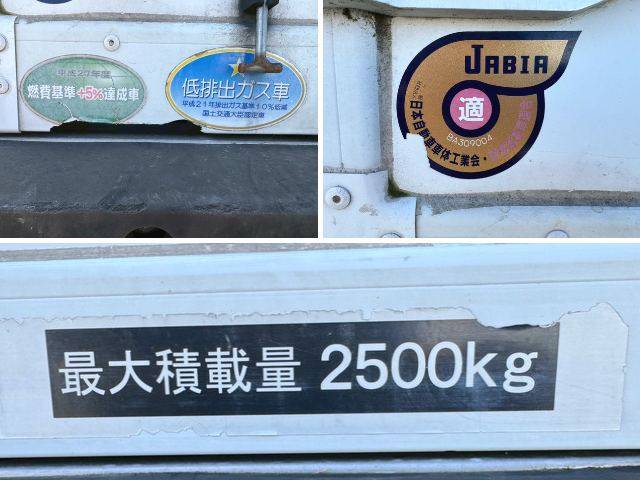 平成27年度
燃費基準+5%達成車
低排出ガス車
平成21年排出ガス基準10%低減
国土交通大臣認定車
JABIA
適
BA309004
日本自動車車体工業会・
最大積載量 2500kg